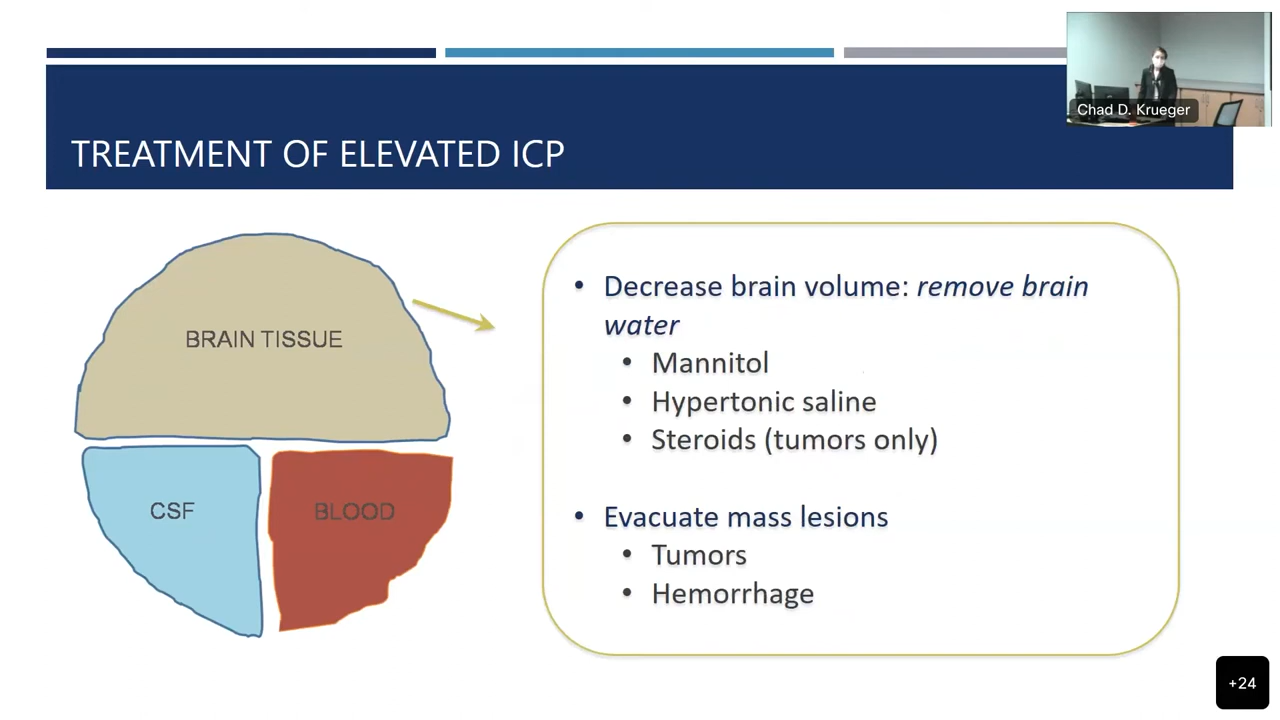 Chad D. Krueger
TREATMENT OF ELEVATED ICP
BRAIN TISSUE
CSF
BLOOD
• Decrease brain volume: remove brain
water
• Mannitol
• Hypertonic saline
• Steroids (tumors only)
• Evacuate mass lesions
• Tumors
• Hemorrhage
+24